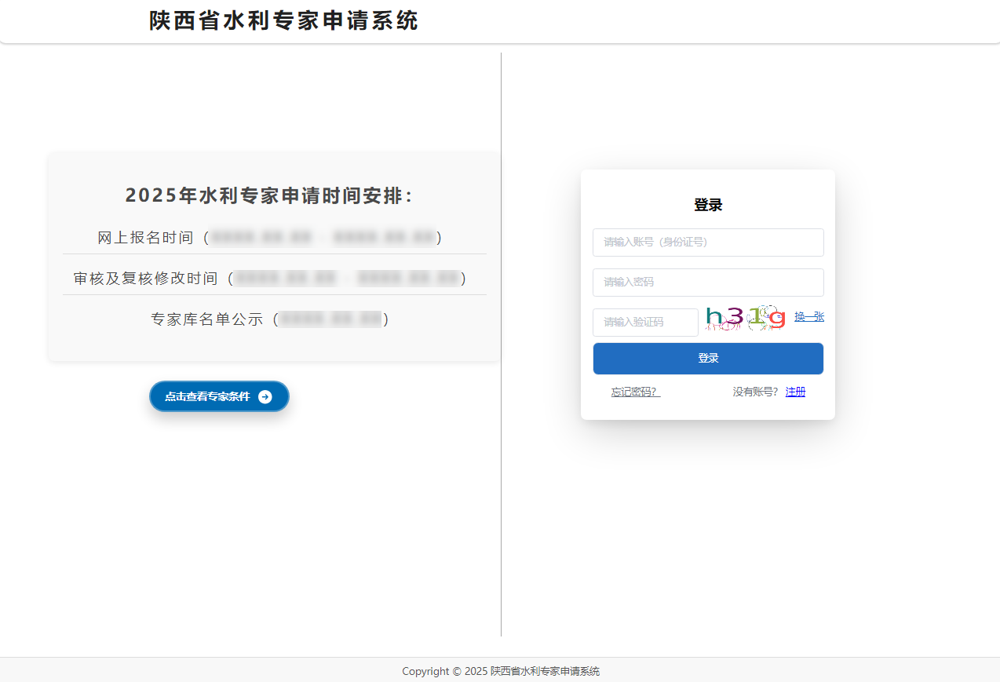 陕西省水利专家申请系统
2025年水利专家申请时间安排：
网上报名时间（
）
审核及复核修改时间（
）
专家库名单公示（
）
点击查看专家条件
登录
请输入账号（身份证号）
请输入密码
请输入验证码
h31g
换一张
登录
忘记密码？
没有账号？ 注册
Copyright © 2025 陕西省水利专家申请系统